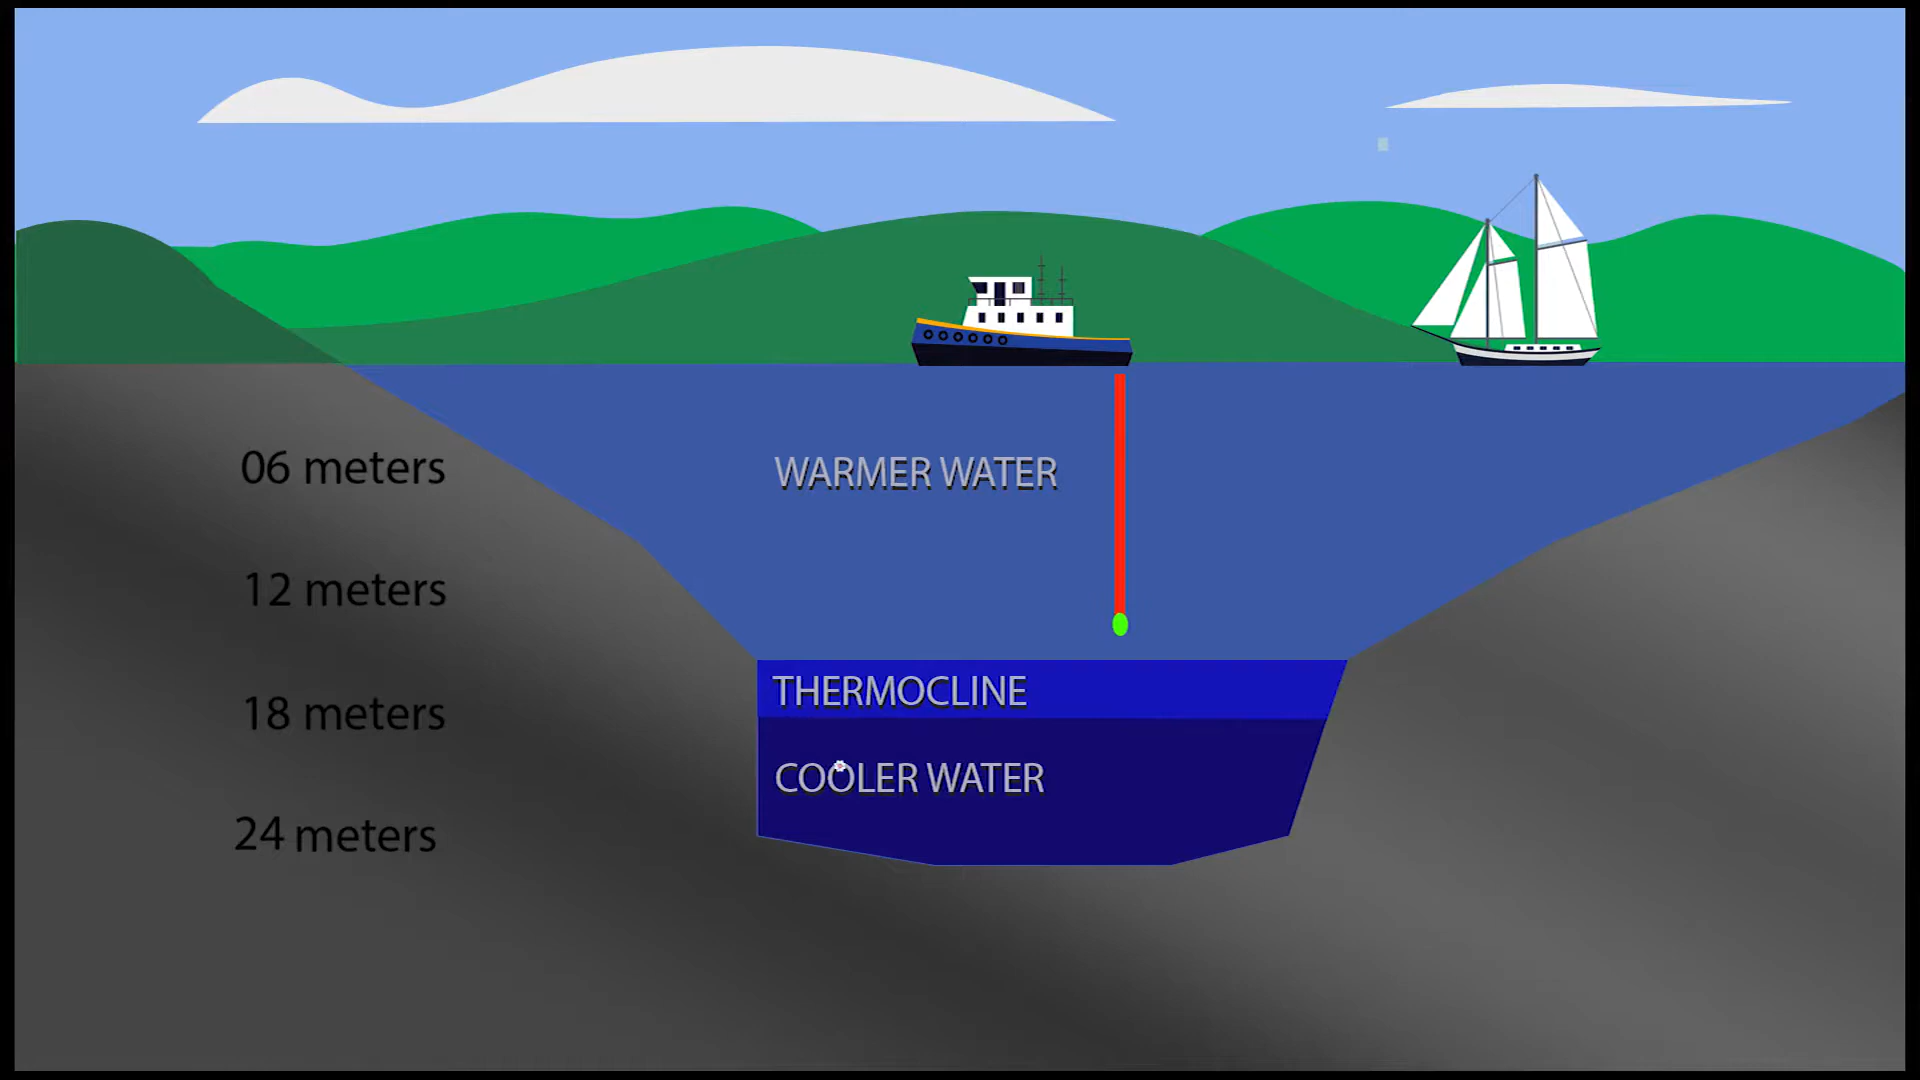 06 meters
WARMER WATER
12 meters
THERMOCLINE
18 meters
COOLER WATER
24 meters